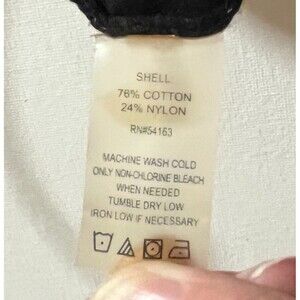 SHELL
76% COTTON
24% NYLON
RN#54163
MACHINE WASH COLD
ONLY NON-CHLORINE BLEACH
WHEN NEEDED
TUMBLE DRY LOW
IRON LOW IF NECESSARY